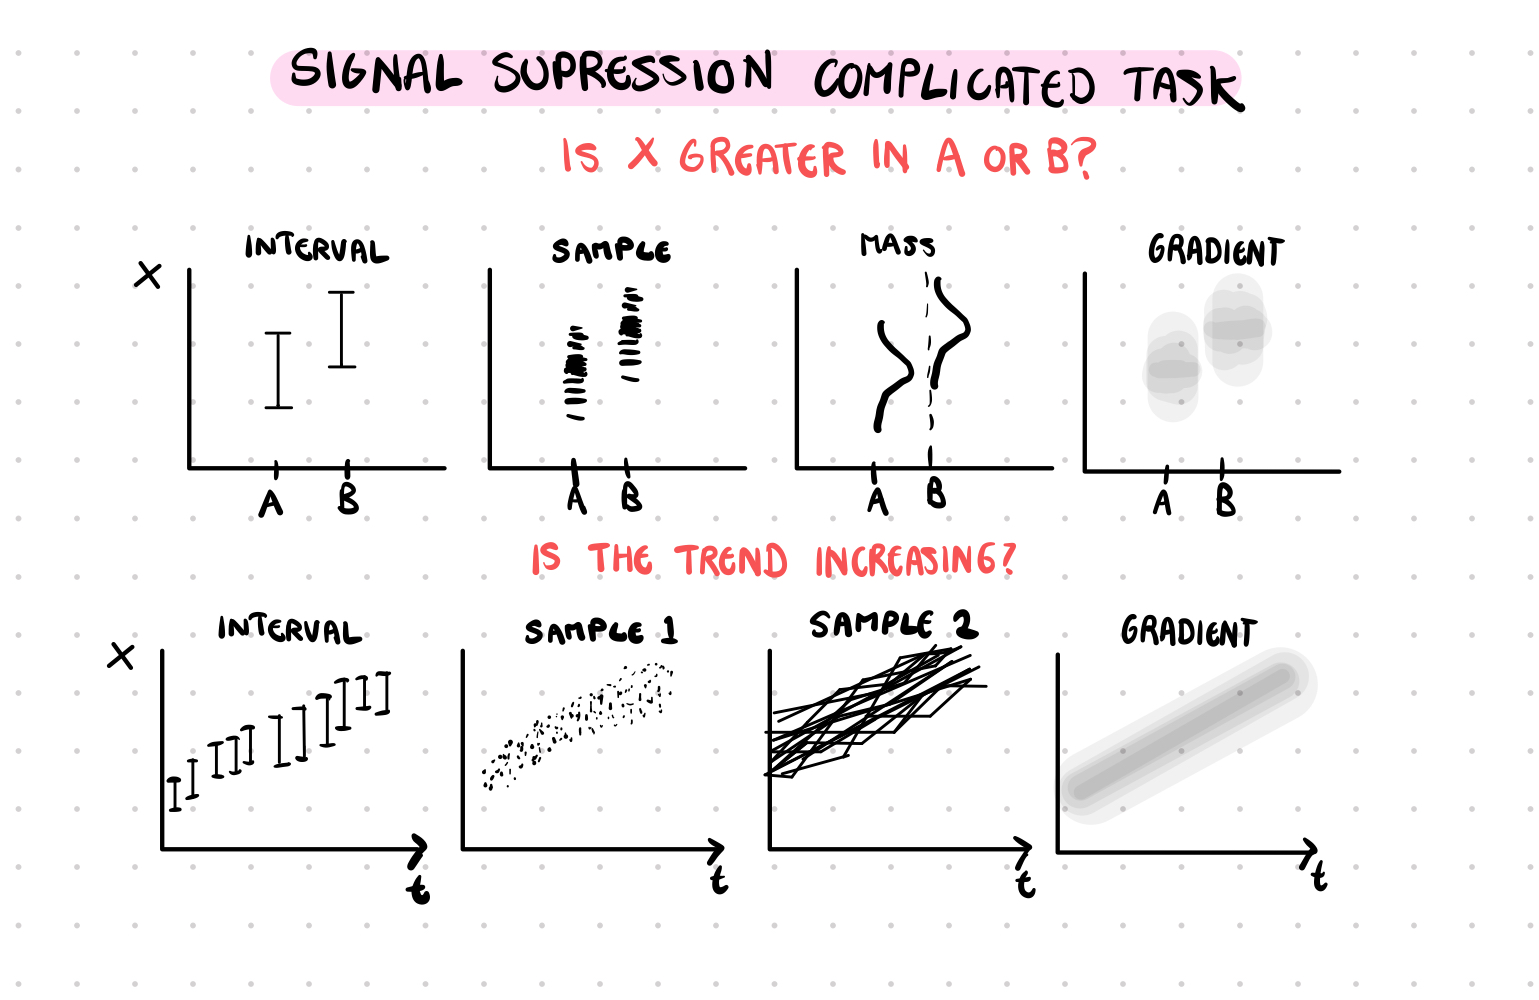 SIGNAL SUPRESSION COMPLICATED TASK
IS X GREATER IN A OR B?
INTERVAL
SAMPLE
MASS
GRADIENT
X
A B
A B
A B
A B
IS THE TREND INCREASING?
INTERVAL
SAMPLE 1
SAMPLE 2
GRADIENT
X
t
t
t
t